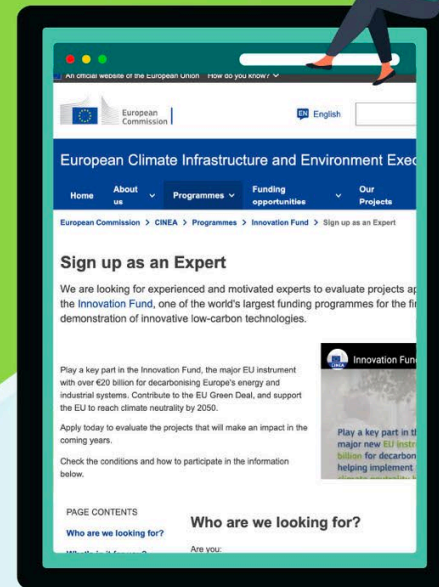 An official website of the European Union How do you know?
European
Commission
EN English
European Climate Infrastructure and Environment Exec
Home
About
us
Programmes
Funding
opportunities
Our
Projects
European Commission > CINEA > Programmes > Innovation Fund > Sign up as an Expert
Sign up as an Expert
We are looking for experienced and motivated experts to evaluate projects ap
the Innovation Fund, one of the world's largest funding programmes for the fi
demonstration of innovative low-carbon technologies.
Play a key part in the Innovation Fund, the major EU instrument
with over €20 billion for decarbonising Europe's energy and
industrial systems. Contribute to the EU Green Deal, and support
the EU to reach climate neutrality by 2050.
Apply today to evaluate the projects that will make an impact in the
coming years.
Check the conditions and how to participate in the information
below.
Innovation Fun
Play a key part in t
major new EU instr
billion for decarbon
helping implement
climate neutrality b
PAGE CONTENTS
Who are we looking for?
What's in it for you?
Who are we looking for?
Are you: